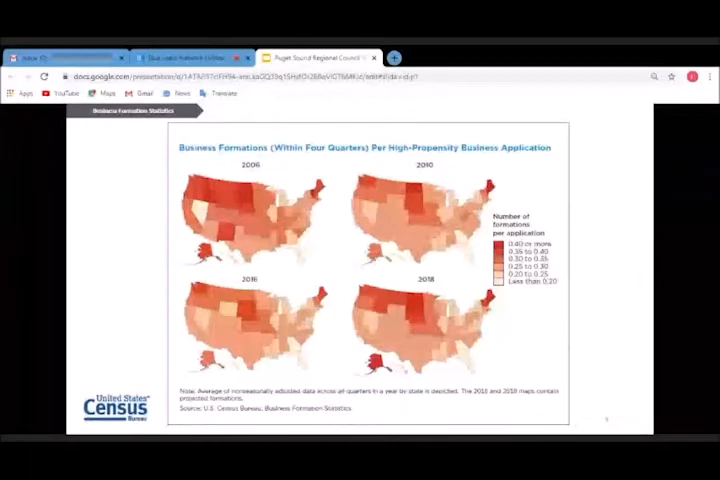 Puget Sound Regional Council
docs.google.com/presentation/d/
Apps YouTube Maps Gmail News Translate
Business Formation Statistics
Business Formations (Within Four Quarters) Per High-Propensity Business Application
2006 2010
Number of
formations
per application
0.40 or more
0.35 to 0.40
0.30 to 0.35
0.25 to 0.30
0.20 to 0.25
Less than 0.20
2016 2018
Note: Average of nonseasonally adjusted data across all quarters in a year by state is depicted. The 2016 and 2018 maps contain
projected formations.
Source: U.S. Census Bureau, Business Formation Statistics
United States
Census
Bureau